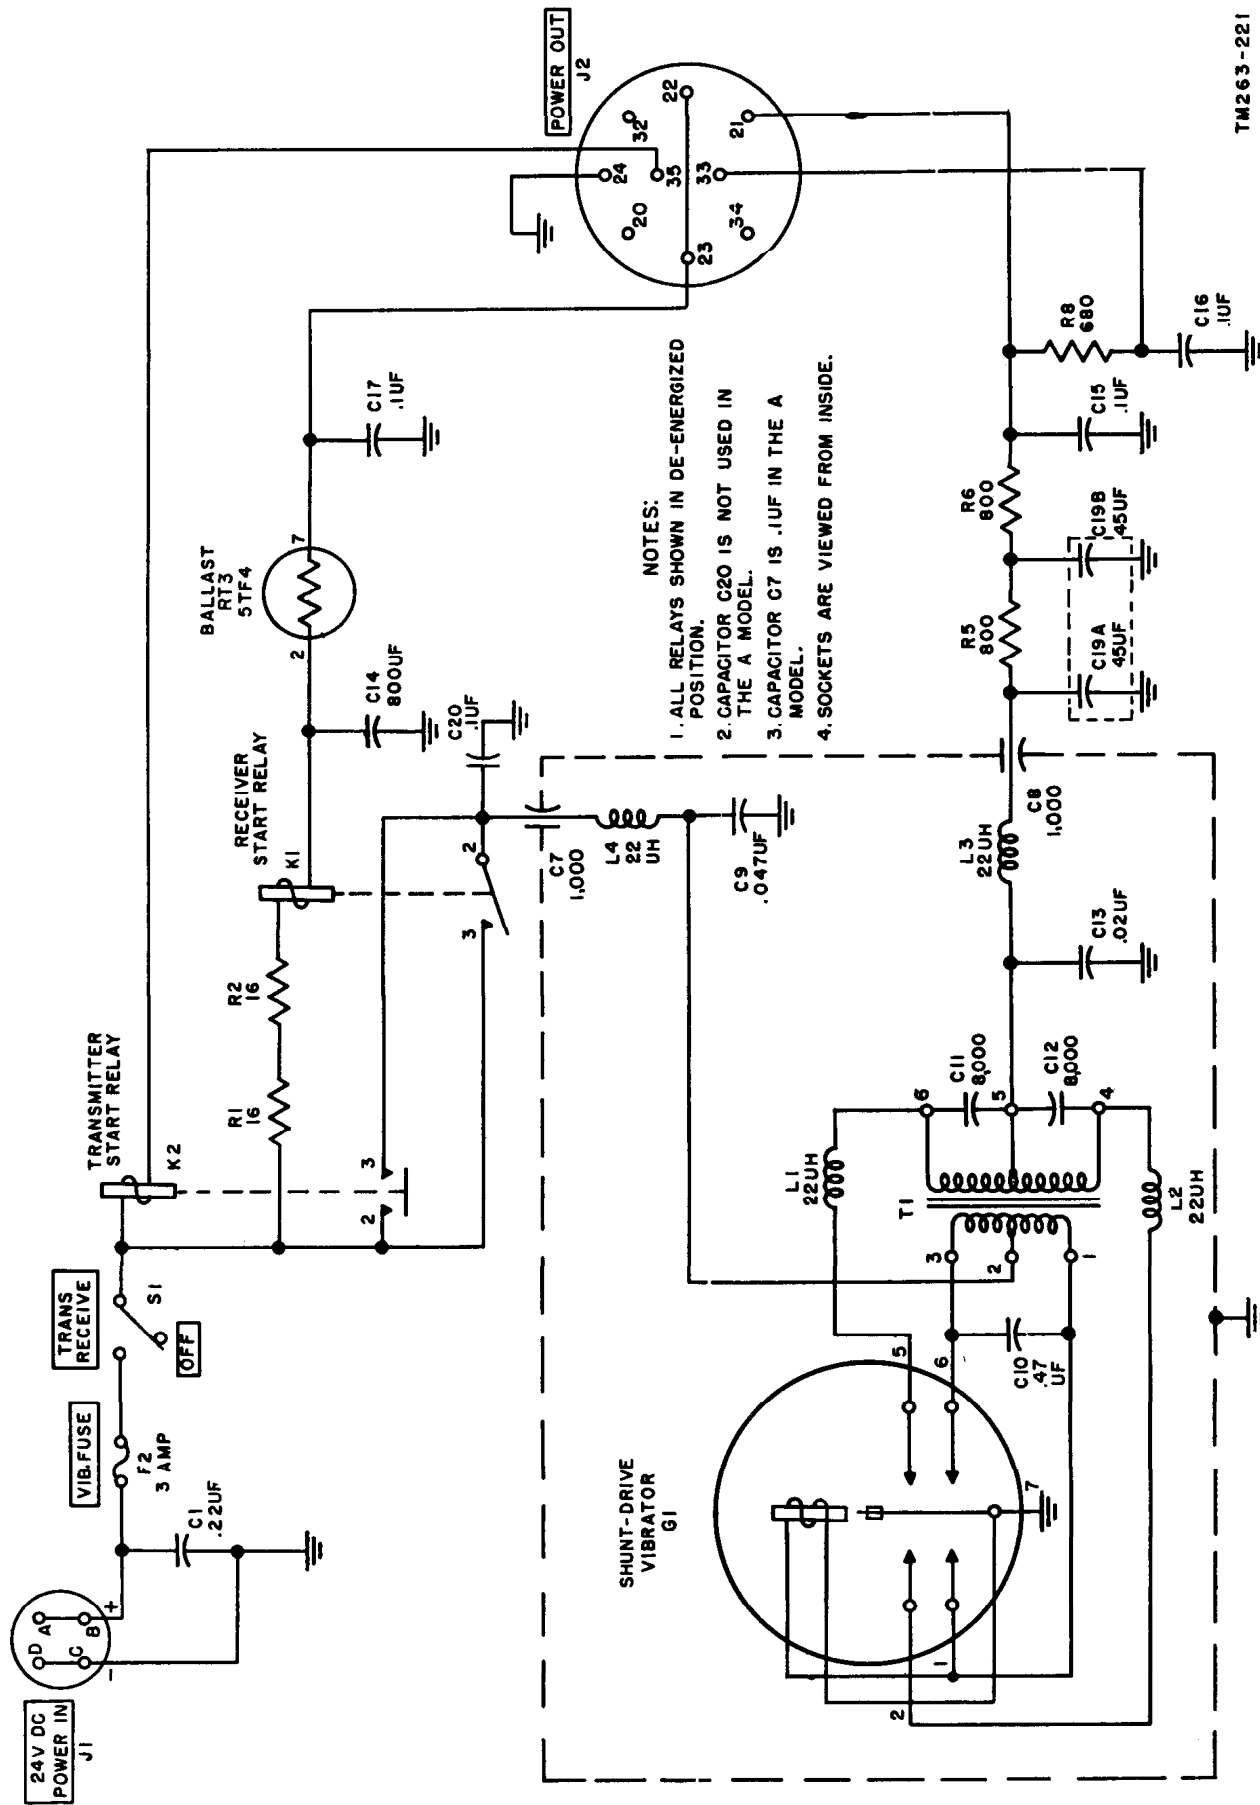 24V DC
POWER IN
J1
D
A
C
B
+
-
C1
.22UF
VIB.FUSE
F2
3 AMP
TRANS
RECEIVE
S1
OFF
TRANSMITTER
START RELAY
K2
R1
16
R2
16
2
3
RECEIVER
START RELAY
K1
3
2
C14
800UF
C20
.1UF
BALLAST
RT3
5TF4
2
7
C17
.1UF
POWER OUT
J2
20
24
32
35
22
23
33
34
21
NOTES:
1. ALL RELAYS SHOWN IN DE-ENERGIZED
POSITION.
2. CAPACITOR C20 IS NOT USED IN
THE A MODEL.
3. CAPACITOR C7 IS .1UF IN THE A
MODEL.
4. SOCKETS ARE VIEWED FROM INSIDE.
C7
1,000
L4
22
UH
C9
.047UF
SHUNT-DRIVE
VIBRATOR
G1
1
2
5
6
7
C10
.47
UF
L1
22UH
T1
3
2
1
6
5
4
C11
8,000
C12
8,000
L2
22UH
C13
.02UF
L3
22UH
C8
1,000
C19A
45UF
R5
800
C19B
45UF
R6
800
C15
.1UF
R8
680
C16
.1UF
TM263-221